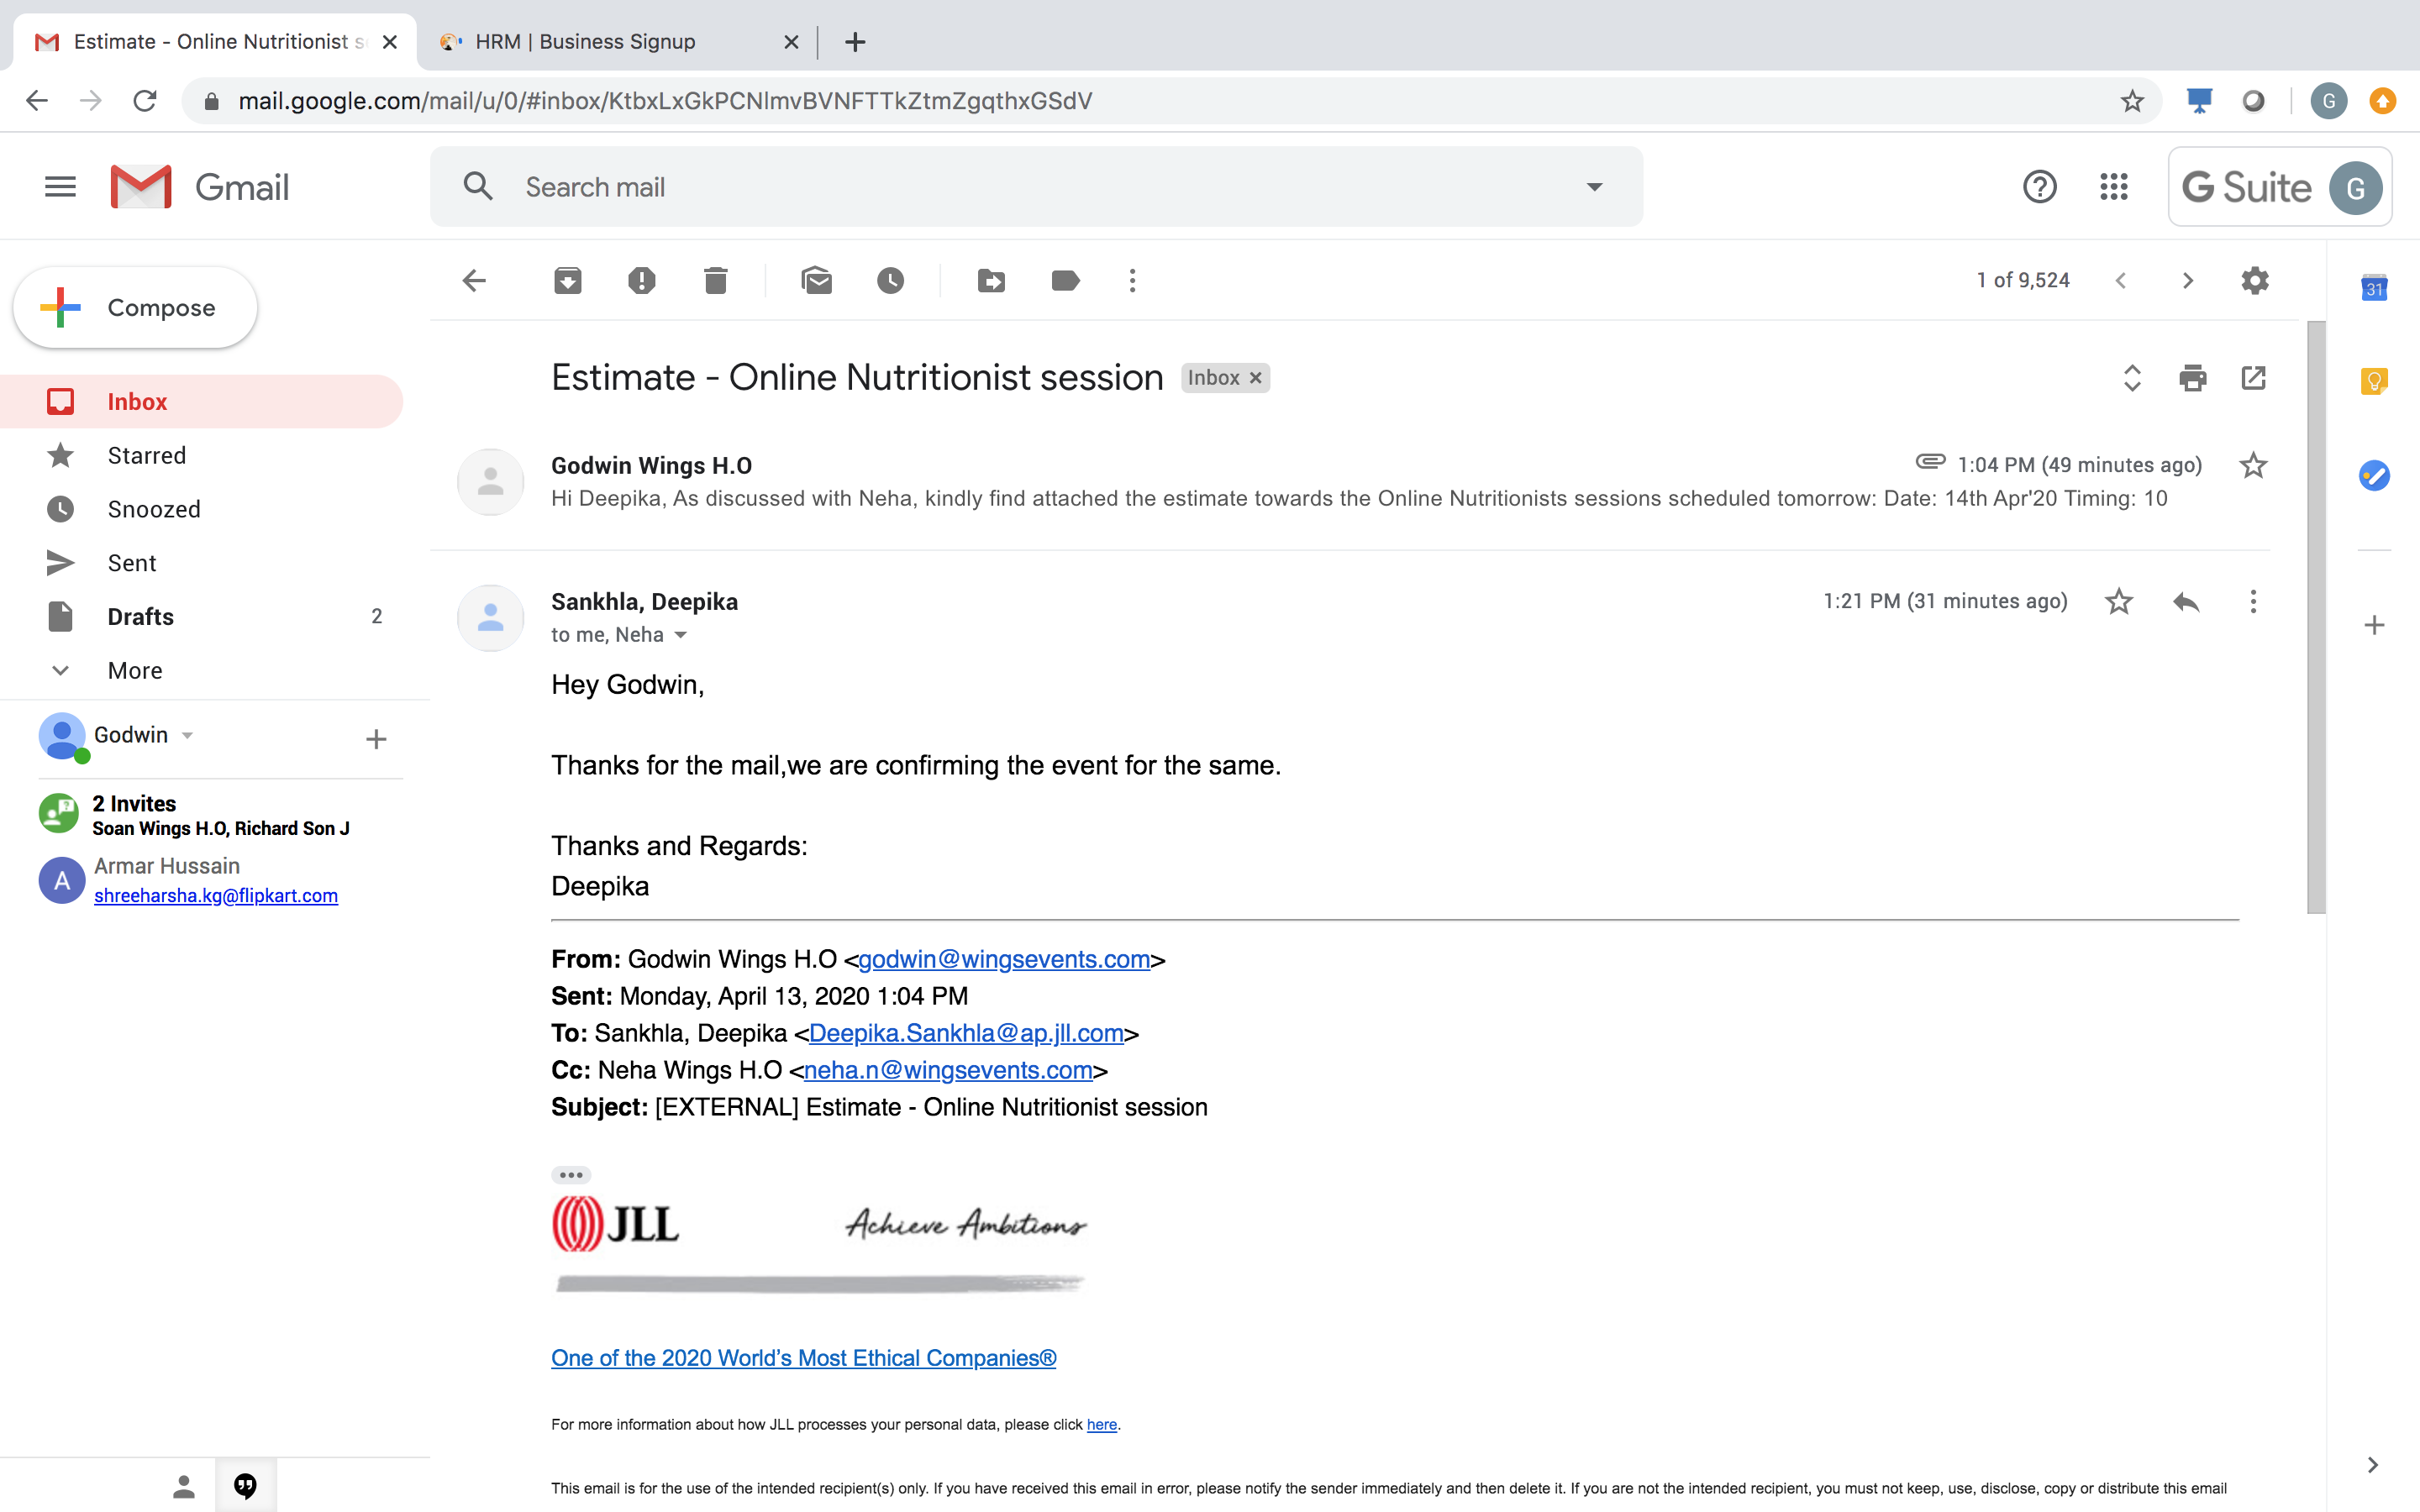 Estimate - Online Nutritionist s
HRM | Business Signup
mail.google.com/mail/u/0/#inbox/KtbxLxGkPCNlmvBVNFTTkZtmZgqthxGSdV
G
Gmail
Search mail
G Suite
G
Compose
1 of 9,524
31
Inbox
Starred
Snoozed
Sent
Drafts 2
More
Godwin
2 Invites
Soan Wings H.O, Richard Son J
A
Armar Hussain
shreeharsha.kg@flipkart.com
Estimate - Online Nutritionist session
Inbox
Godwin Wings H.O
1:04 PM (49 minutes ago)
Hi Deepika, As discussed with Neha, kindly find attached the estimate towards the Online Nutritionists sessions scheduled tomorrow: Date: 14th Apr'20 Timing: 10
Sankhla, Deepika
1:21 PM (31 minutes ago)
to me, Neha
Hey Godwin,
Thanks for the mail,we are confirming the event for the same.
Thanks and Regards:
Deepika
From: Godwin Wings H.O <godwin@wingsevents.com>
Sent: Monday, April 13, 2020 1:04 PM
To: Sankhla, Deepika <Deepika.Sankhla@ap.jll.com>
Cc: Neha Wings H.O <neha.n@wingsevents.com>
Subject: [EXTERNAL] Estimate - Online Nutritionist session
JLL
Achieve Ambitions
One of the 2020 World’s Most Ethical Companies®
For more information about how JLL processes your personal data, please click here.
This email is for the use of the intended recipient(s) only. If you have received this email in error, please notify the sender immediately and then delete it. If you are not the intended recipient, you must not keep, use, disclose, copy or distribute this email